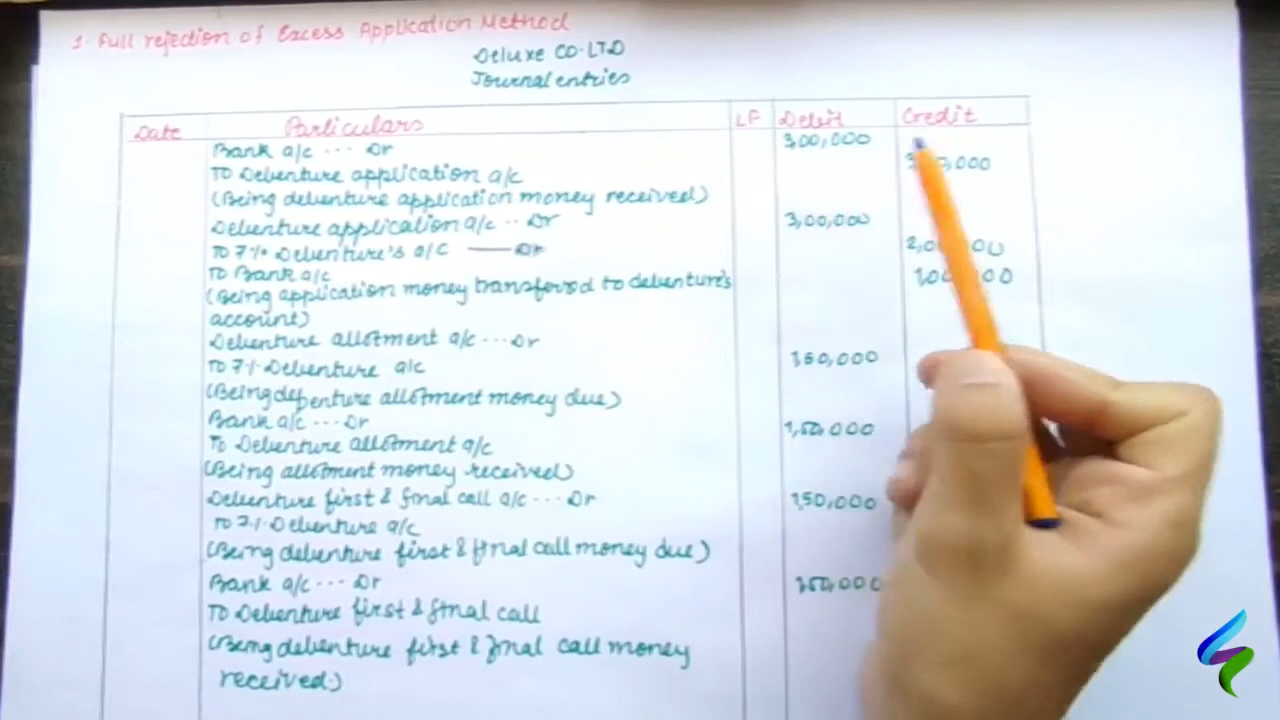 1. Full rejection of Excess Application Method
Deluxe CO-LTD
Journal entries
Date Particulars LF Debit Credit
Bank a/c ... Dr 3,00,000
TO Debenture application a/c
(Being debenture application money received)
Debenture application a/c .. Dr 3,00,000
TO 7% Debenture's a/c — Dr
TO Bank a/c
(Being application money transferred to debenture's
account)
Debenture allotment a/c ... Dr 1,50,000
TO 7% Debenture a/c
(Being debenture allotment money due)
Bank a/c ... Dr 1,50,000
To Debenture allotment a/c
(Being allotment money received)
Debenture first & final call a/c ... Dr 1,50,000
To 7% Debenture a/c
(Being debenture first & final call money due)
Bank a/c ... Dr 1,50,000
TO Debenture first & final call
(Being debenture first & final call money
received)